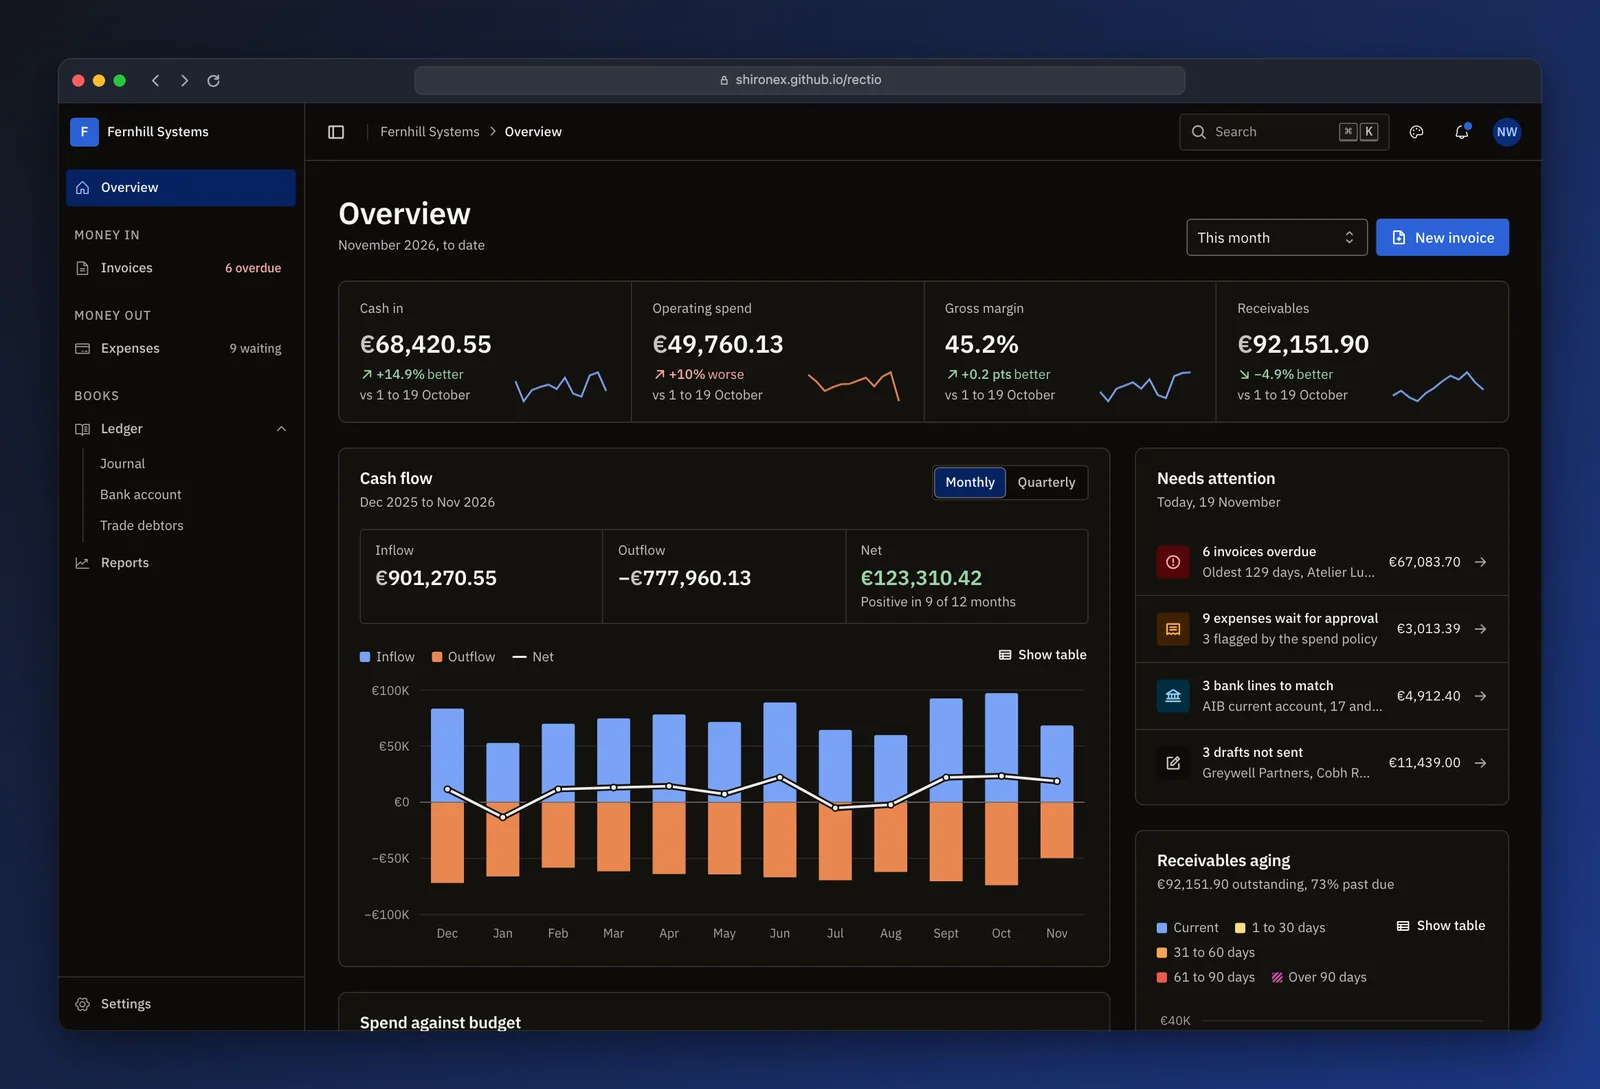 shironex.github.io/rectio
F
Fernhill Systems
Overview
MONEY IN
Invoices
6 overdue
MONEY OUT
Expenses
9 waiting
BOOKS
Ledger
Journal
Bank account
Trade debtors
Reports
Settings
Fernhill Systems > Overview
Search
⌘ K
NW
Overview
November 2026, to date
This month
New invoice
Cash in
€68,420.55
↗ +14.9% better
vs 1 to 19 October
Operating spend
€49,760.13
↗ +10% worse
vs 1 to 19 October
Gross margin
45.2%
↗ +0.2 pts better
vs 1 to 19 October
Receivables
€92,151.90
↘ −4.9% better
vs 1 to 19 October
Cash flow
Dec 2025 to Nov 2026
Monthly
Quarterly
Inflow
€901,270.55
Outflow
−€777,960.13
Net
€123,310.42
Positive in 9 of 12 months
Inflow
Outflow
Net
Show table
€100K
€50K
€0
−€50K
−€100K
Dec Jan Feb Mar Apr May Jun Jul Aug Sept Oct Nov
Spend against budget
Needs attention
Today, 19 November
6 invoices overdue
Oldest 129 days, Atelier Lu...
€67,083.70
9 expenses wait for approval
3 flagged by the spend policy
€3,013.39
3 bank lines to match
AIB current account, 17 and...
€4,912.40
3 drafts not sent
Greywell Partners, Cobh R...
€11,439.00
Receivables aging
€92,151.90 outstanding, 73% past due
Current
1 to 30 days
31 to 60 days
61 to 90 days
Over 90 days
Show table
€40K